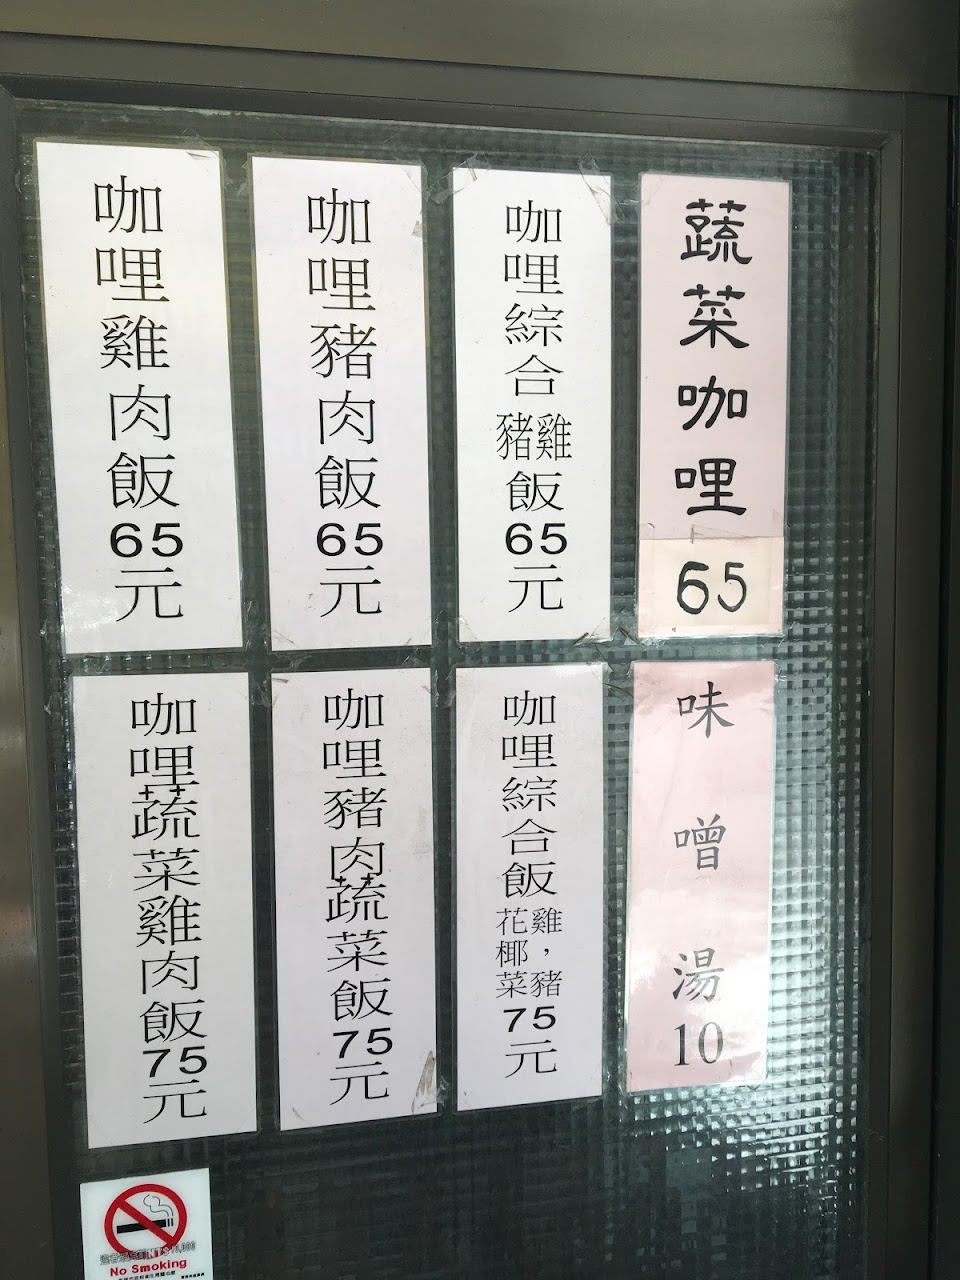 蔬菜咖哩65
咖哩綜合豬雞飯65元
咖哩豬肉飯65元
咖哩雞肉飯65元
味噌湯10
咖哩綜合飯雞，豬花椰菜75元
咖哩豬肉蔬菜飯75元
咖哩蔬菜雞肉飯75元
No Smoking